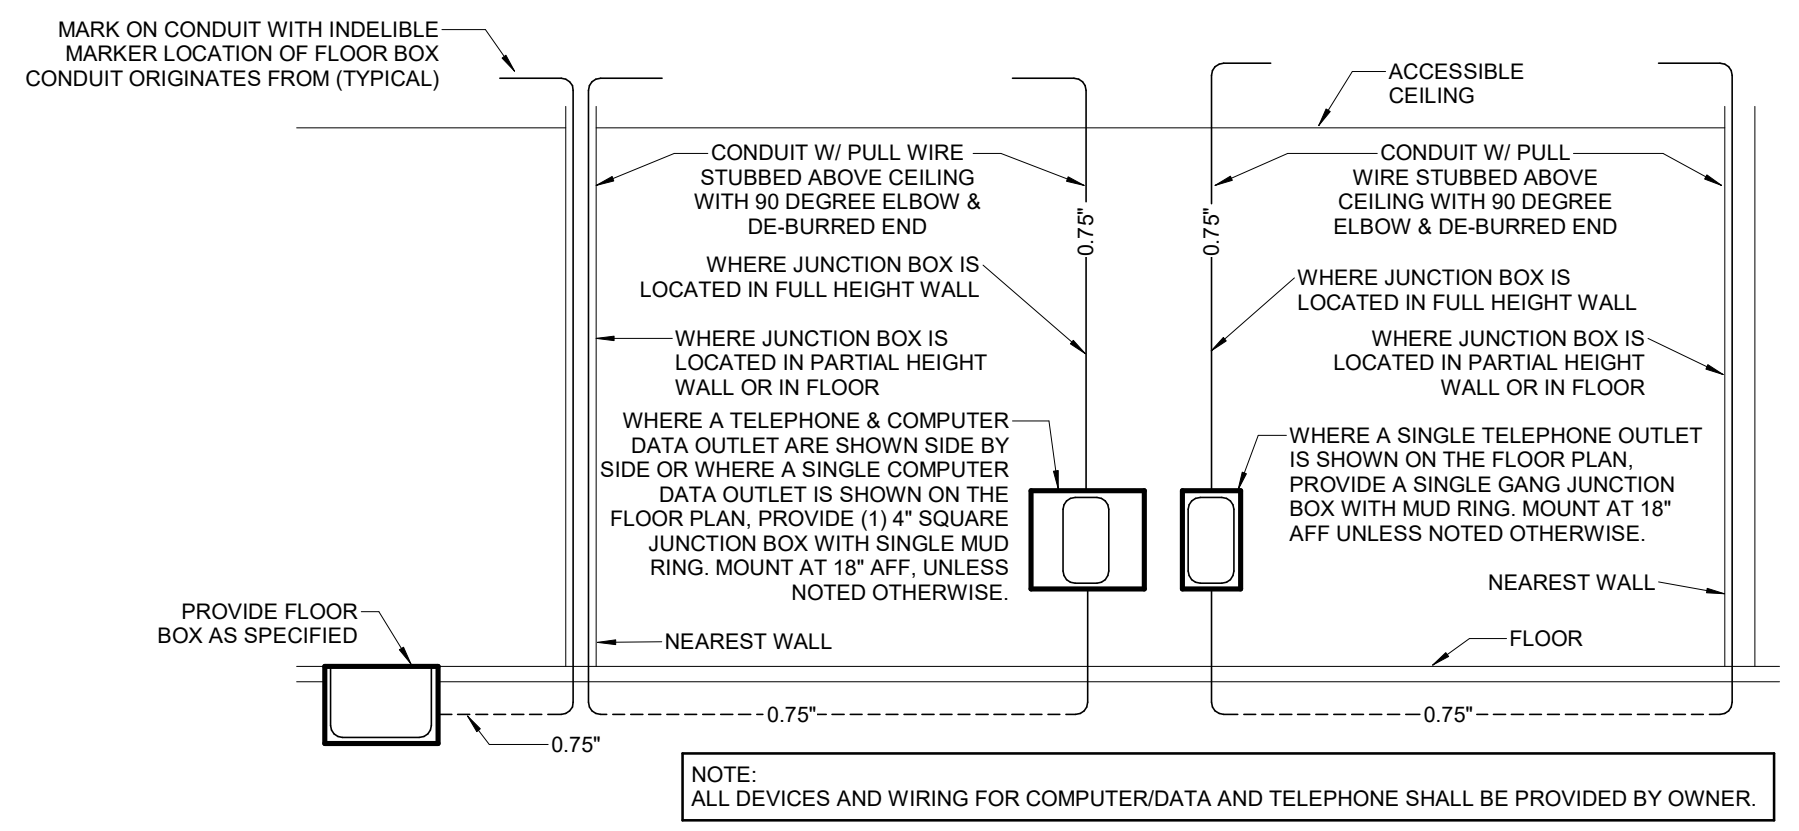 MARK ON CONDUIT WITH INDELIBLE
MARKER LOCATION OF FLOOR BOX
CONDUIT ORIGINATES FROM (TYPICAL)
ACCESSIBLE
CEILING
CONDUIT W/ PULL WIRE
STUBBED ABOVE CEILING
WITH 90 DEGREE ELBOW &
DE-BURRED END
CONDUIT W/ PULL
WIRE STUBBED ABOVE
CEILING WITH 90 DEGREE
ELBOW & DE-BURRED END
0.75"
0.75"
WHERE JUNCTION BOX IS
LOCATED IN FULL HEIGHT WALL
WHERE JUNCTION BOX IS
LOCATED IN FULL HEIGHT WALL
WHERE JUNCTION BOX IS
LOCATED IN PARTIAL HEIGHT
WALL OR IN FLOOR
WHERE JUNCTION BOX IS
LOCATED IN PARTIAL HEIGHT
WALL OR IN FLOOR
WHERE A TELEPHONE & COMPUTER
DATA OUTLET ARE SHOWN SIDE BY
SIDE OR WHERE A SINGLE COMPUTER
DATA OUTLET IS SHOWN ON THE
FLOOR PLAN, PROVIDE (1) 4" SQUARE
JUNCTION BOX WITH SINGLE MUD
RING. MOUNT AT 18" AFF, UNLESS
NOTED OTHERWISE.
WHERE A SINGLE TELEPHONE OUTLET
IS SHOWN ON THE FLOOR PLAN,
PROVIDE A SINGLE GANG JUNCTION
BOX WITH MUD RING. MOUNT AT 18"
AFF UNLESS NOTED OTHERWISE.
NEAREST WALL
PROVIDE FLOOR
BOX AS SPECIFIED
NEAREST WALL
FLOOR
0.75"
0.75"
0.75"
NOTE:
ALL DEVICES AND WIRING FOR COMPUTER/DATA AND TELEPHONE SHALL BE PROVIDED BY OWNER.